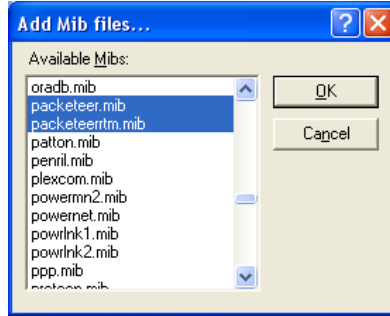 Add Mib files...
Available Mibs:
oradb.mib
packeteer.mib
packeteerrtm.mib
patton.mib
penril.mib
plexcom.mib
powermn2.mib
powernet.mib
powrlnk1.mib
powrlnk2.mib
ppp.mib
OK
Cancel